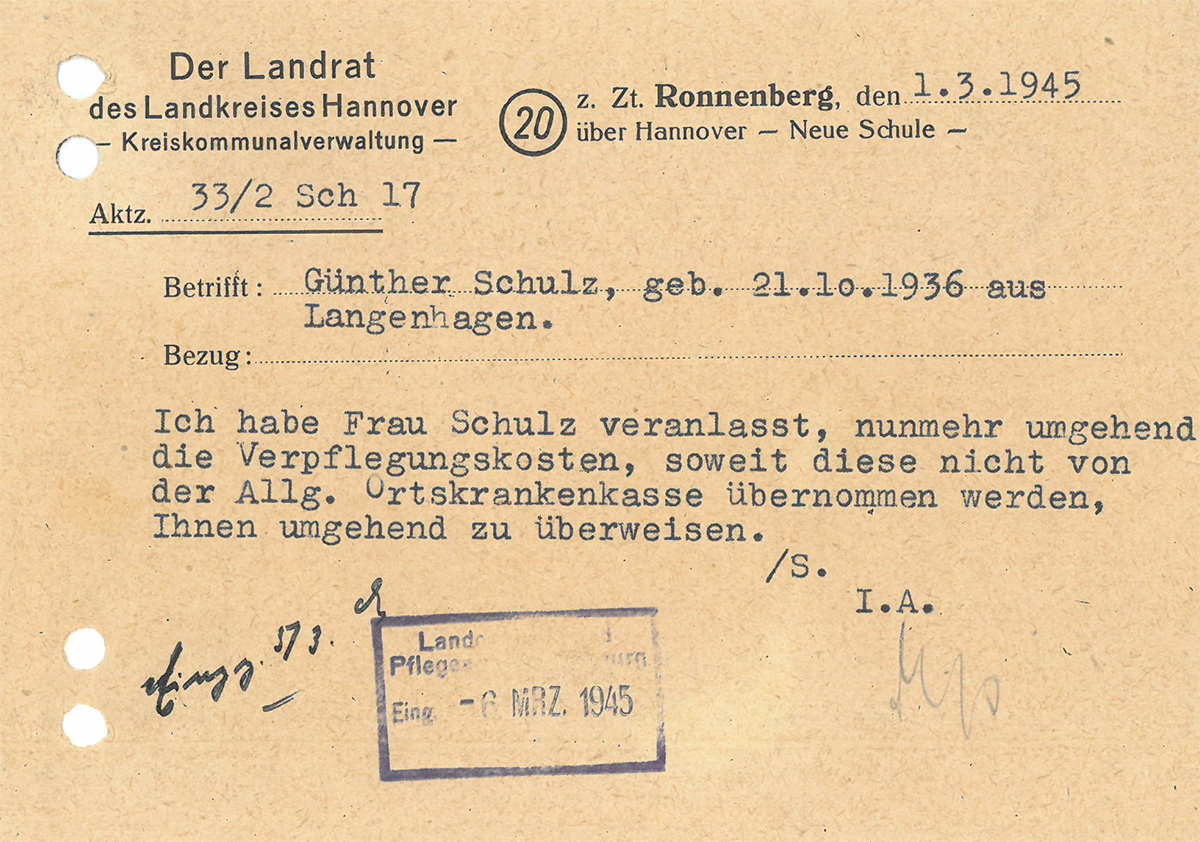 Der Landrat
des Landkreises Hannover
— Kreiskommunalverwaltung —
20
z. Zt. Ronnenberg, den 1.3.1945
über Hannover — Neue Schule —
Aktz. 33/2 Sch 17
Betrifft: Günther Schulz, geb. 21.10.1936 aus
Langenhagen.
Bezug:
Ich habe Frau Schulz veranlasst, nunmehr umgehend
die Verpflegungskosten, soweit diese nicht von
der Allg. Ortskrankenkasse übernommen werden,
Ihnen umgehend zu überweisen.
/S.
I.A.
Eing. - 6. MRZ. 1945